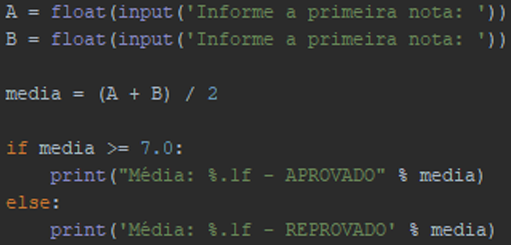 A = float(input('Informe a primeira nota: '))
B = float(input('Informe a primeira nota: '))
media = (A + B) / 2
if media >= 7.0:
print("Média: %.1f - APROVADO" % media)
else:
print('Média: %.1f - REPROVADO' % media)